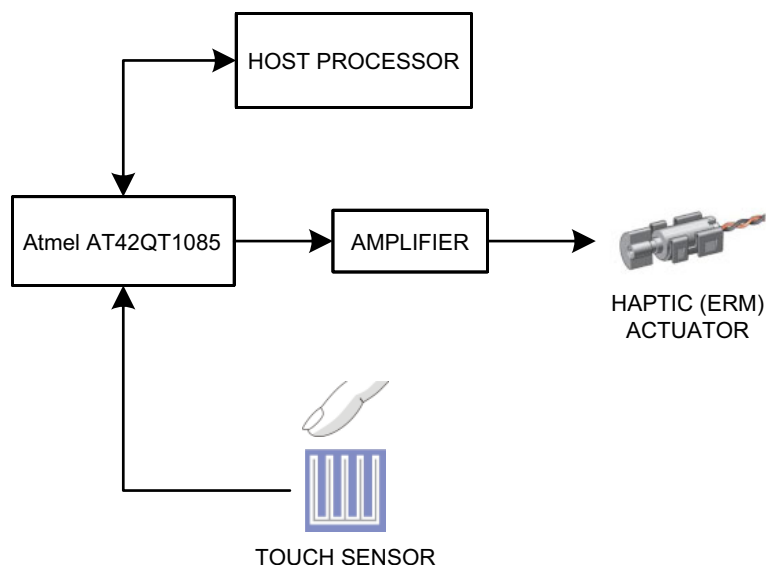 HOST PROCESSOR
Atmel AT42QT1085
AMPLIFIER
HAPTIC (ERM)
ACTUATOR
TOUCH SENSOR